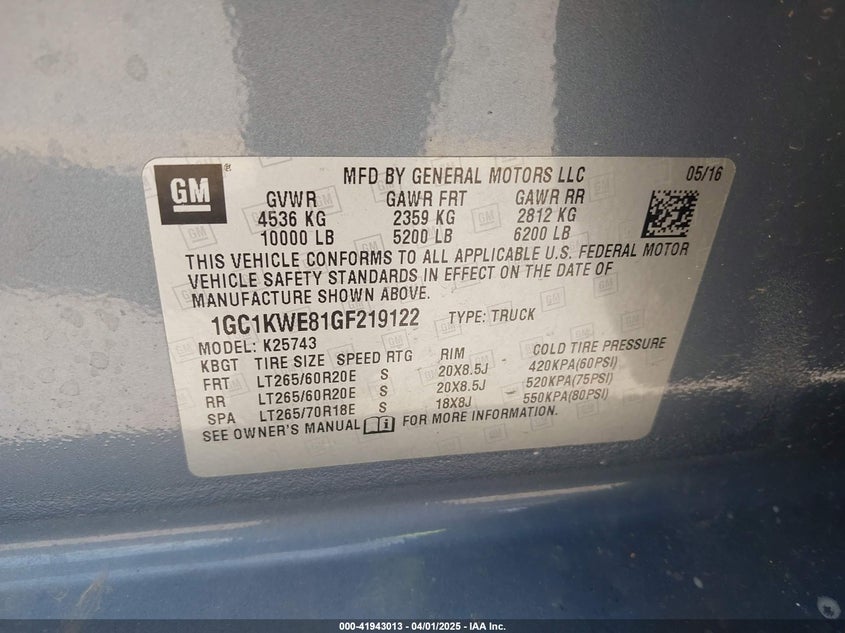 GM
MFD BY GENERAL MOTORS LLC 05/16
GVWR GAWR FRT GAWR RR
4536 KG 2359 KG 2812 KG
10000 LB 5200 LB 6200 LB
THIS VEHICLE CONFORMS TO ALL APPLICABLE U.S. FEDERAL MOTOR
VEHICLE SAFETY STANDARDS IN EFFECT ON THE DATE OF
MANUFACTURE SHOWN ABOVE.
1GC1KWE81GF219122 TYPE: TRUCK
MODEL: K25743
KBGT TIRE SIZE SPEED RTG RIM COLD TIRE PRESSURE
FRT LT265/60R20E S 20X8.5J 420KPA(60PSI)
RR LT265/60R20E S 20X8.5J 520KPA(75PSI)
SPA LT265/70R18E S 18X8J 550KPA(80PSI)
SEE OWNER'S MANUAL FOR MORE INFORMATION.
000-41943013 - 04/01/2025 - IAA Inc.